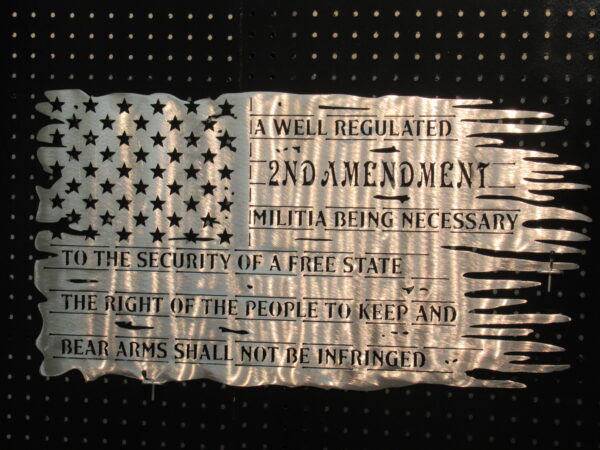 A WELL REGULATED
2ND AMENDMENT
MILITIA BEING NECESSARY
TO THE SECURITY OF A FREE STATE
THE RIGHT OF THE PEOPLE TO KEEP AND
BEAR ARMS SHALL NOT BE INFRINGED